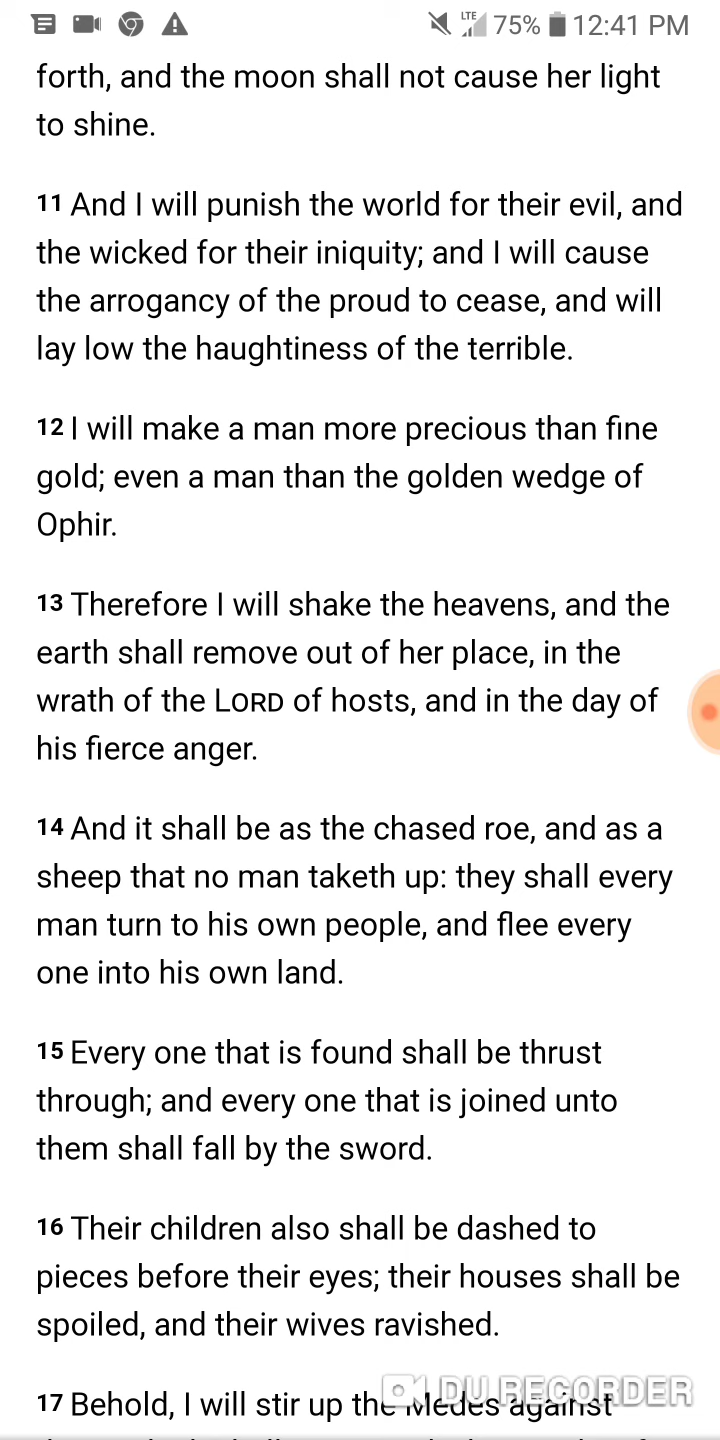 LTE 75% 12:41 PM
forth, and the moon shall not cause her light
to shine.
11 And I will punish the world for their evil, and
the wicked for their iniquity; and I will cause
the arrogancy of the proud to cease, and will
lay low the haughtiness of the terrible.
12 I will make a man more precious than fine
gold; even a man than the golden wedge of
Ophir.
13 Therefore I will shake the heavens, and the
earth shall remove out of her place, in the
wrath of the LORD of hosts, and in the day of
his fierce anger.
14 And it shall be as the chased roe, and as a
sheep that no man taketh up: they shall every
man turn to his own people, and flee every
one into his own land.
15 Every one that is found shall be thrust
through; and every one that is joined unto
them shall fall by the sword.
16 Their children also shall be dashed to
pieces before their eyes; their houses shall be
spoiled, and their wives ravished.
17 Behold, I will stir up the Medes against
DU RECORDER